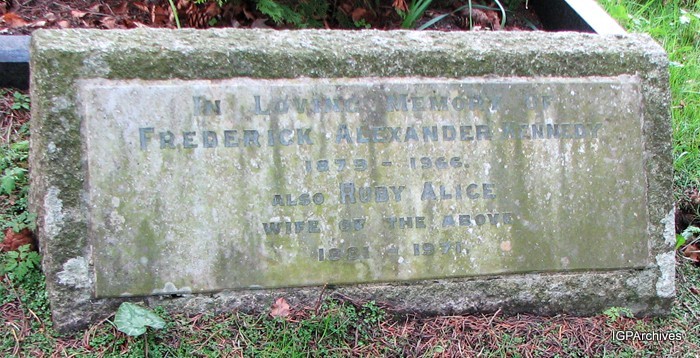 In Loving Memory of
Frederick Alexander Kennedy
1879 - 1966.
also Ruby Alice
wife of the above
1891 - 1971.
IGPArchives